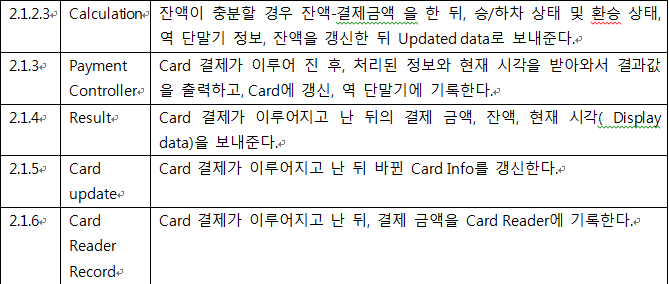 2.1.2.3 Calculation 잔액이 충분할 경우 잔액-결제금액 을 한 뒤, 승/하차 상태 및 환승 상태,
역 단말기 정보, 잔액을 갱신한 뒤 Updated data로 보내준다.
2.1.3 Payment Card 결제가 이루어 진 후, 처리된 정보와 현재 시각을 받아와서 결과값
Controller 을 출력하고, Card에 갱신, 역 단말기에 기록한다.
2.1.4 Result Card 결제가 이루어지고 난 뒤의 결제 금액, 잔액, 현재 시각( Display
data)을 보내준다.
2.1.5 Card Card 결제가 이루어지고 난 뒤 바뀐 Card Info를 갱신한다.
update
2.1.6 Card Card 결제가 이루어지고 난 뒤, 결제 금액을 Card Reader에 기록한다.
Reader
Record